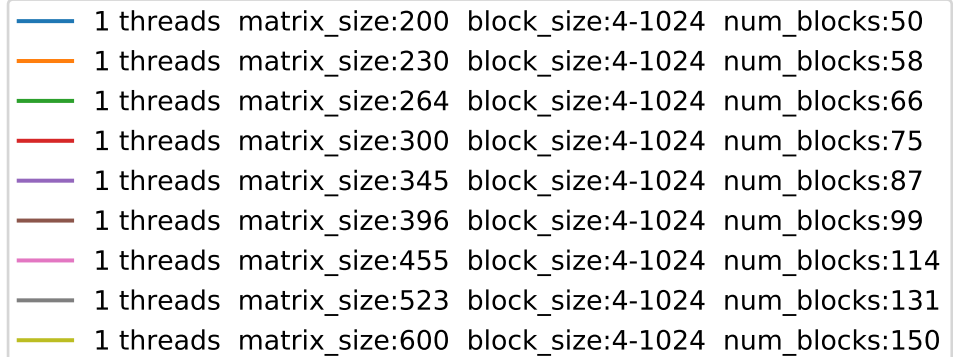 1 threads matrix_size:200 block_size:4-1024 num_blocks:50
1 threads matrix_size:230 block_size:4-1024 num_blocks:58
1 threads matrix_size:264 block_size:4-1024 num_blocks:66
1 threads matrix_size:300 block_size:4-1024 num_blocks:75
1 threads matrix_size:345 block_size:4-1024 num_blocks:87
1 threads matrix_size:396 block_size:4-1024 num_blocks:99
1 threads matrix_size:455 block_size:4-1024 num_blocks:114
1 threads matrix_size:523 block_size:4-1024 num_blocks:131
1 threads matrix_size:600 block_size:4-1024 num_blocks:150